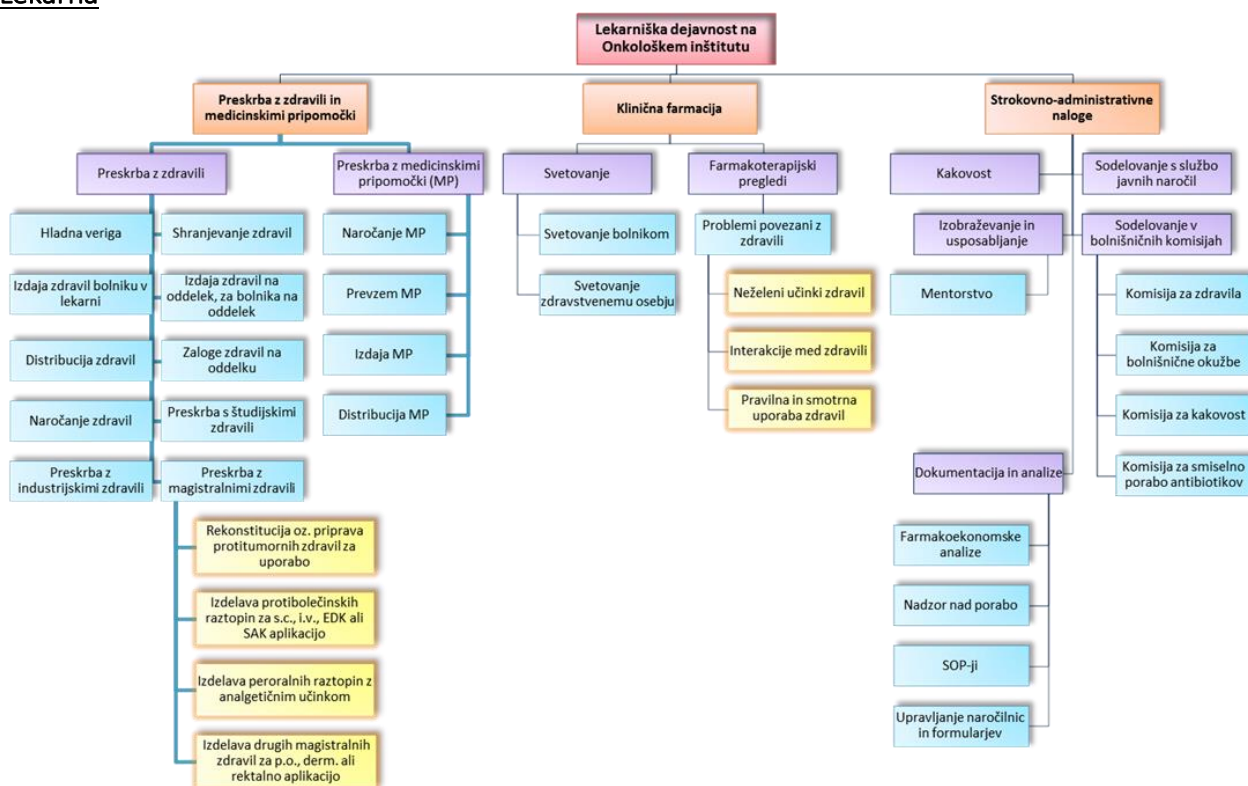 Lekarna
Lekarniška dejavnost na
Onkološkem inštitutu
Preskrba z zdravili in
medicinskimi pripomočki
Klinična farmacija
Strokovno-administrativne
naloge
Preskrba z zdravili
Preskrba z medicinskimi
pripomočki (MP)
Svetovanje
Farmakoterapijski
pregledi
Kakovost
Sodelovanje s službo
javnih naročil
Hladna veriga
Shranjevanje zdravil
Naročanje MP
Svetovanje bolnikom
Problemi povezani z
zdravili
Izobraževanje in
usposabljanje
Sodelovanje v
bolnišničnih komisijah
Izdaja zdravil bolniku v
lekarni
Izdaja zdravil na
oddelek, za bolnika na
oddelek
Prevzem MP
Svetovanje
zdravstvenemu osebju
Neželeni učinki zdravil
Mentorstvo
Komisija za zdravila
Distribucija zdravil
Zaloge zdravil na
oddelku
Izdaja MP
Interakcije med zdravili
Komisija za
bolnišnične okužbe
Naročanje zdravil
Preskrba s študijskimi
zdravili
Distribucija MP
Pravilna in smotrna
uporaba zdravil
Komisija za kakovost
Preskrba z
industrijskimi zdravili
Preskrba z
magistralnimi zdravili
Dokumentacija in analize
Komisija za smiselno
porabo antibiotikov
Rekonstitucija oz. priprava
protitumornih zdravil za
uporabo
Farmakoekonomske
analize
Izdelava protibolečinskih
raztopin za s.c., i.v., EDK ali
SAK aplikacijo
Nadzor nad porabo
Izdelava peroralnih raztopin z
analgetičnim učinkom
SOP-ji
Izdelava drugih magistralnih
zdravil za p.o., derm. ali
rektalno aplikacijo
Upravljanje naročilnic
in formularjev